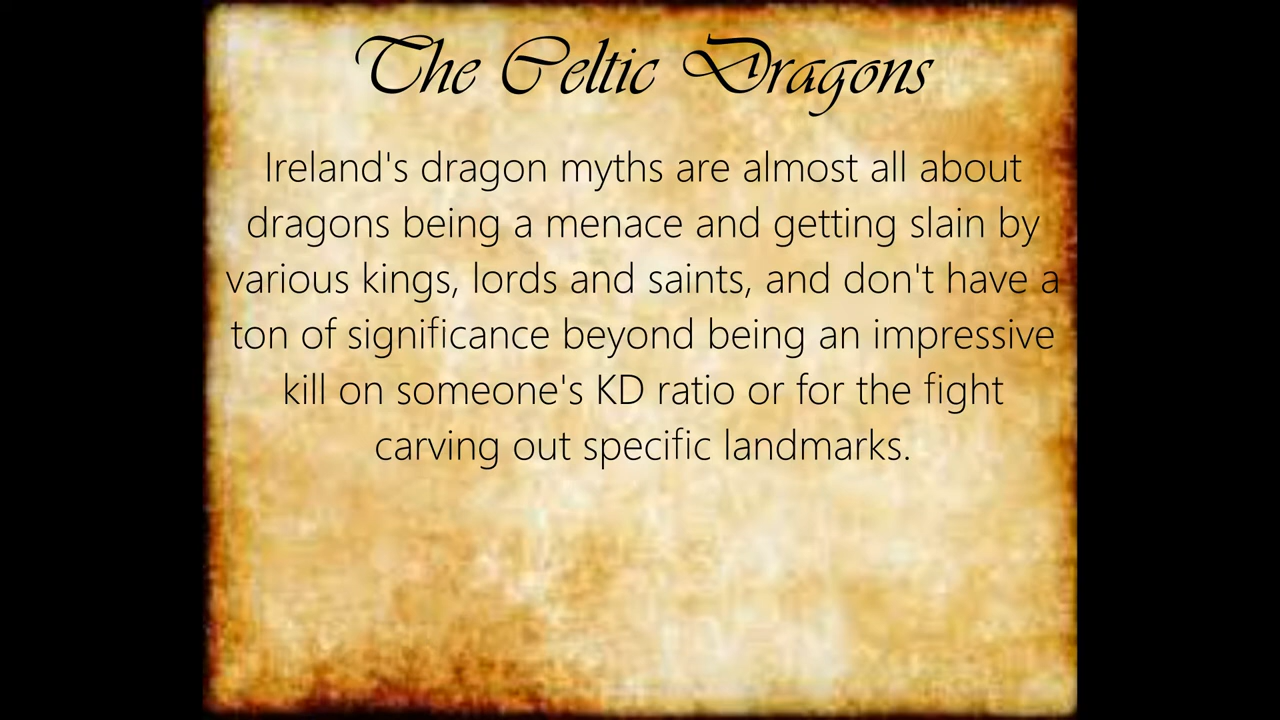 The Celtic Dragons
Ireland's dragon myths are almost all about
dragons being a menace and getting slain by
various kings, lords and saints, and don't have a
ton of significance beyond being an impressive
kill on someone's KD ratio or for the fight
carving out specific landmarks.